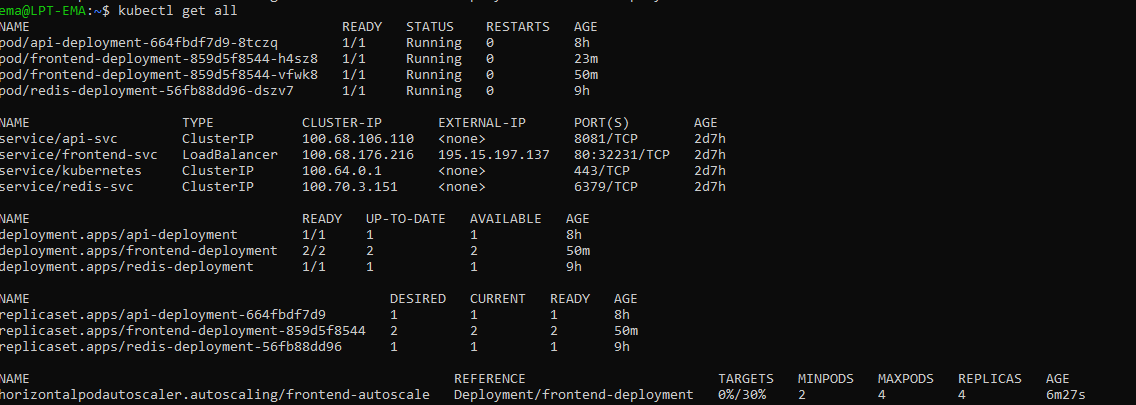 ema@LPT-EMA:~$ kubectl get all
NAME READY STATUS RESTARTS AGE
pod/api-deployment-664fbdf7d9-8tczq 1/1 Running 0 8h
pod/frontend-deployment-859d5f8544-h4sz8 1/1 Running 0 23m
pod/frontend-deployment-859d5f8544-vfwk8 1/1 Running 0 50m
pod/redis-deployment-56fb88dd96-dszv7 1/1 Running 0 9h
NAME TYPE CLUSTER-IP EXTERNAL-IP PORT(S) AGE
service/api-svc ClusterIP 100.68.106.110 <none> 8081/TCP 2d7h
service/frontend-svc LoadBalancer 100.68.176.216 195.15.197.137 80:32231/TCP 2d7h
service/kubernetes ClusterIP 100.64.0.1 <none> 443/TCP 2d7h
service/redis-svc ClusterIP 100.70.3.151 <none> 6379/TCP 2d7h
NAME READY UP-TO-DATE AVAILABLE AGE
deployment.apps/api-deployment 1/1 1 1 8h
deployment.apps/frontend-deployment 2/2 2 2 50m
deployment.apps/redis-deployment 1/1 1 1 9h
NAME DESIRED CURRENT READY AGE
replicaset.apps/api-deployment-664fbdf7d9 1 1 1 8h
replicaset.apps/frontend-deployment-859d5f8544 2 2 2 50m
replicaset.apps/redis-deployment-56fb88dd96 1 1 1 9h
NAME REFERENCE TARGETS MINPODS MAXPODS REPLICAS AGE
horizontalpodautoscaler.autoscaling/frontend-autoscale Deployment/frontend-deployment 0%/30% 2 4 4 6m27s